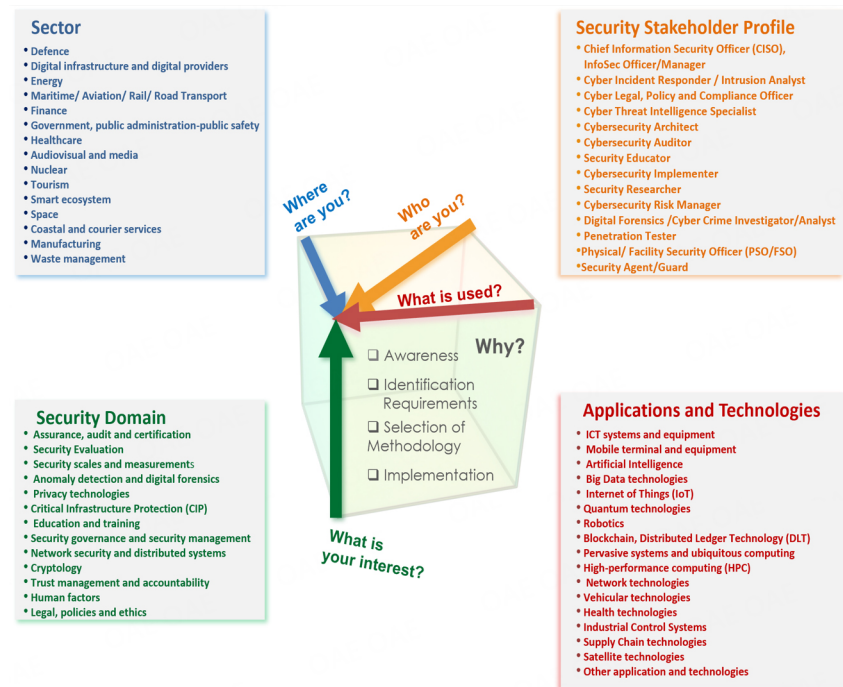 Sector
• Defence
• Digital infrastructure and digital providers
• Energy
• Maritime/ Aviation/ Rail/ Road Transport
• Finance
• Government, public administration-public safety
• Healthcare
• Audiovisual and media
• Nuclear
• Tourism
• Smart ecosystem
• Space
• Coastal and courier services
• Manufacturing
• Waste management
Security Stakeholder Profile
• Chief Information Security Officer (CISO),
InfoSec Officer/Manager
• Cyber Incident Responder / Intrusion Analyst
• Cyber Legal, Policy and Compliance Officer
• Cyber Threat Intelligence Specialist
• Cybersecurity Architect
• Cybersecurity Auditor
• Security Educator
• Cybersecurity Implementer
• Security Researcher
• Cybersecurity Risk Manager
• Digital Forensics /Cyber Crime Investigator/Analyst
• Penetration Tester
•Physical/ Facility Security Officer (PSO/FSO)
•Security Agent/Guard
Where
are you?
Who
are you?
What is used?
Why?
❑ Awareness
❑ Identification
Requirements
❑ Selection of
Methodology
❑ Implementation
What is
your interest?
Security Domain
• Assurance, audit and certification
• Security Evaluation
• Security scales and measurements
• Anomaly detection and digital forensics
• Privacy technologies
• Critical Infrastructure Protection (CIP)
• Education and training
• Security governance and security management
• Network security and distributed systems
• Cryptology
• Trust management and accountability
• Human factors
• Legal, policies and ethics
Applications and Technologies
• ICT systems and equipment
• Mobile terminal and equipment
• Artificial Intelligence
• Big Data technologies
• Internet of Things (IoT)
• Quantum technologies
• Robotics
• Blockchain, Distributed Ledger Technology (DLT)
• Pervasive systems and ubiquitous computing
• High-performance computing (HPC)
• Network technologies
• Vehicular technologies
• Health technologies
• Industrial Control Systems
• Supply Chain technologies
• Satellite technologies
• Other application and technologies